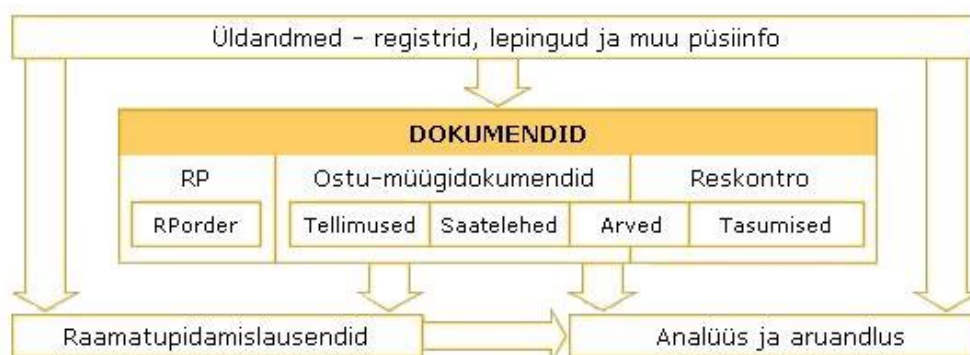 Üldandmed – registrid, lepingud ja muu püsiinfo
DOKUMENDID
RP
Ostu-müügidokumendid
Reskontro
RPorder
Tellimused
Saatelehed
Arved
Tasumised
Raamatupidamislausendid
Analüüs ja aruandlus